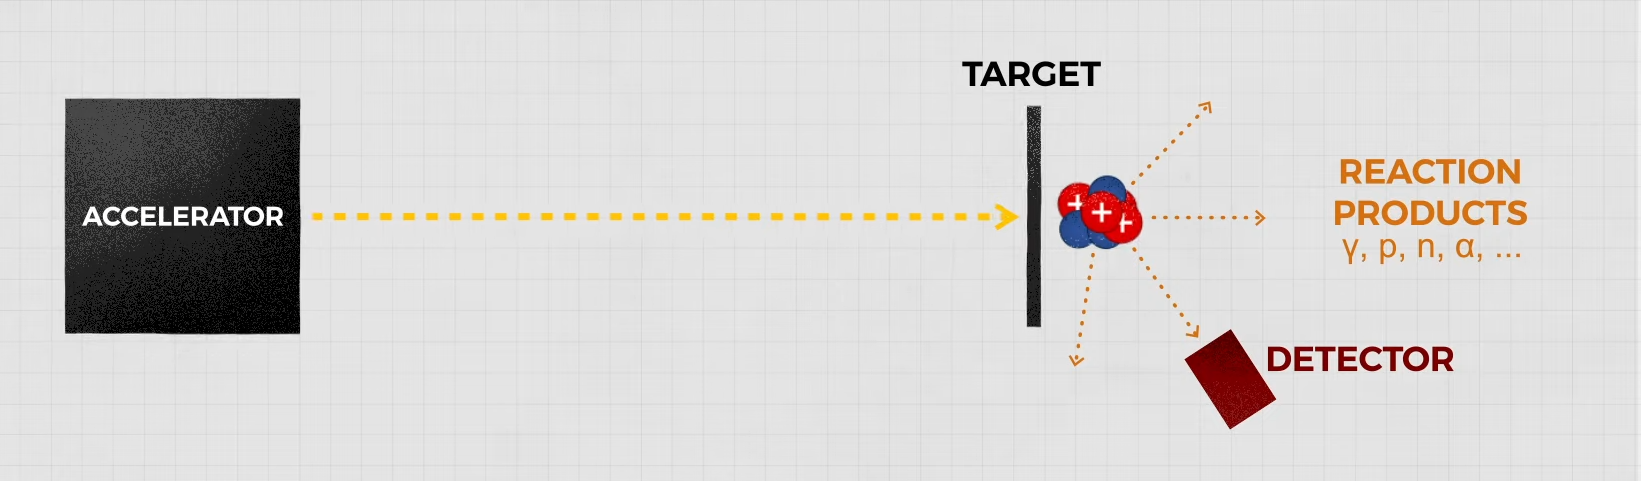 TARGET
ACCELERATOR
REACTION
PRODUCTS
γ, p, n, α, ...
DETECTOR
+
+
+